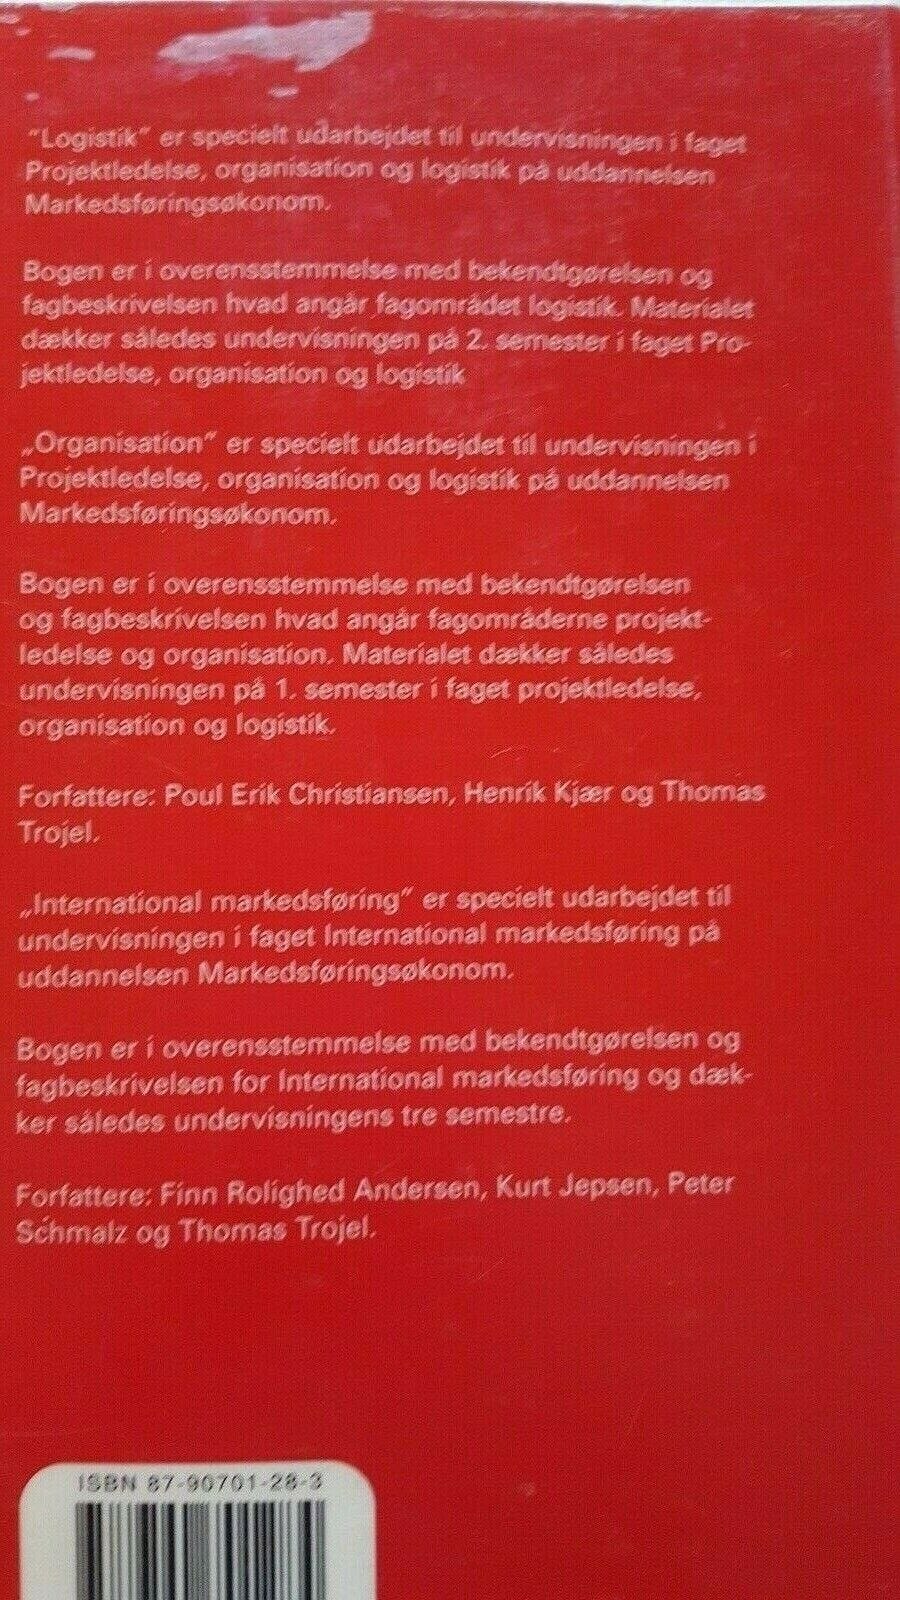 "Logistik" er specielt udarbejdet til undervisningen i faget
Projektledelse, organisation og logistik på uddannelsen
Markedsføringsøkonom.
Bogen er i overensstemmelse med bekendtgørelsen og
fagbeskrivelsen hvad angår fagområdet logistik. Materialet
dækker således undervisningen på 2. semester i faget Pro-
jektledelse, organisation og logistik
„Organisation" er specielt udarbejdet til undervisningen i
Projektledelse, organisation og logistik på uddannelsen
Markedsføringsøkonom.
Bogen er i overensstemmelse med bekendtgørelsen
og fagbeskrivelsen hvad angår fagområderne projekt-
ledelse og organisation. Materialet dækker således
undervisningen på 1. semester i faget projektledelse,
organisation og logistik.
Forfattere: Poul Erik Christiansen, Henrik Kjær og Thomas
Trojel.
„International markedsføring" er specielt udarbejdet til
undervisningen i faget International markedsføring på
uddannelsen Markedsføringsøkonom.
Bogen er i overensstemmelse med bekendtgørelsen og
fagbeskrivelsen for International markedsføring og dæk-
ker således undervisningens tre semestre.
Forfattere: Finn Rolighed Andersen, Kurt Jepsen, Peter
Schmalz og Thomas Trojel.
ISBN 87-90701-28-3